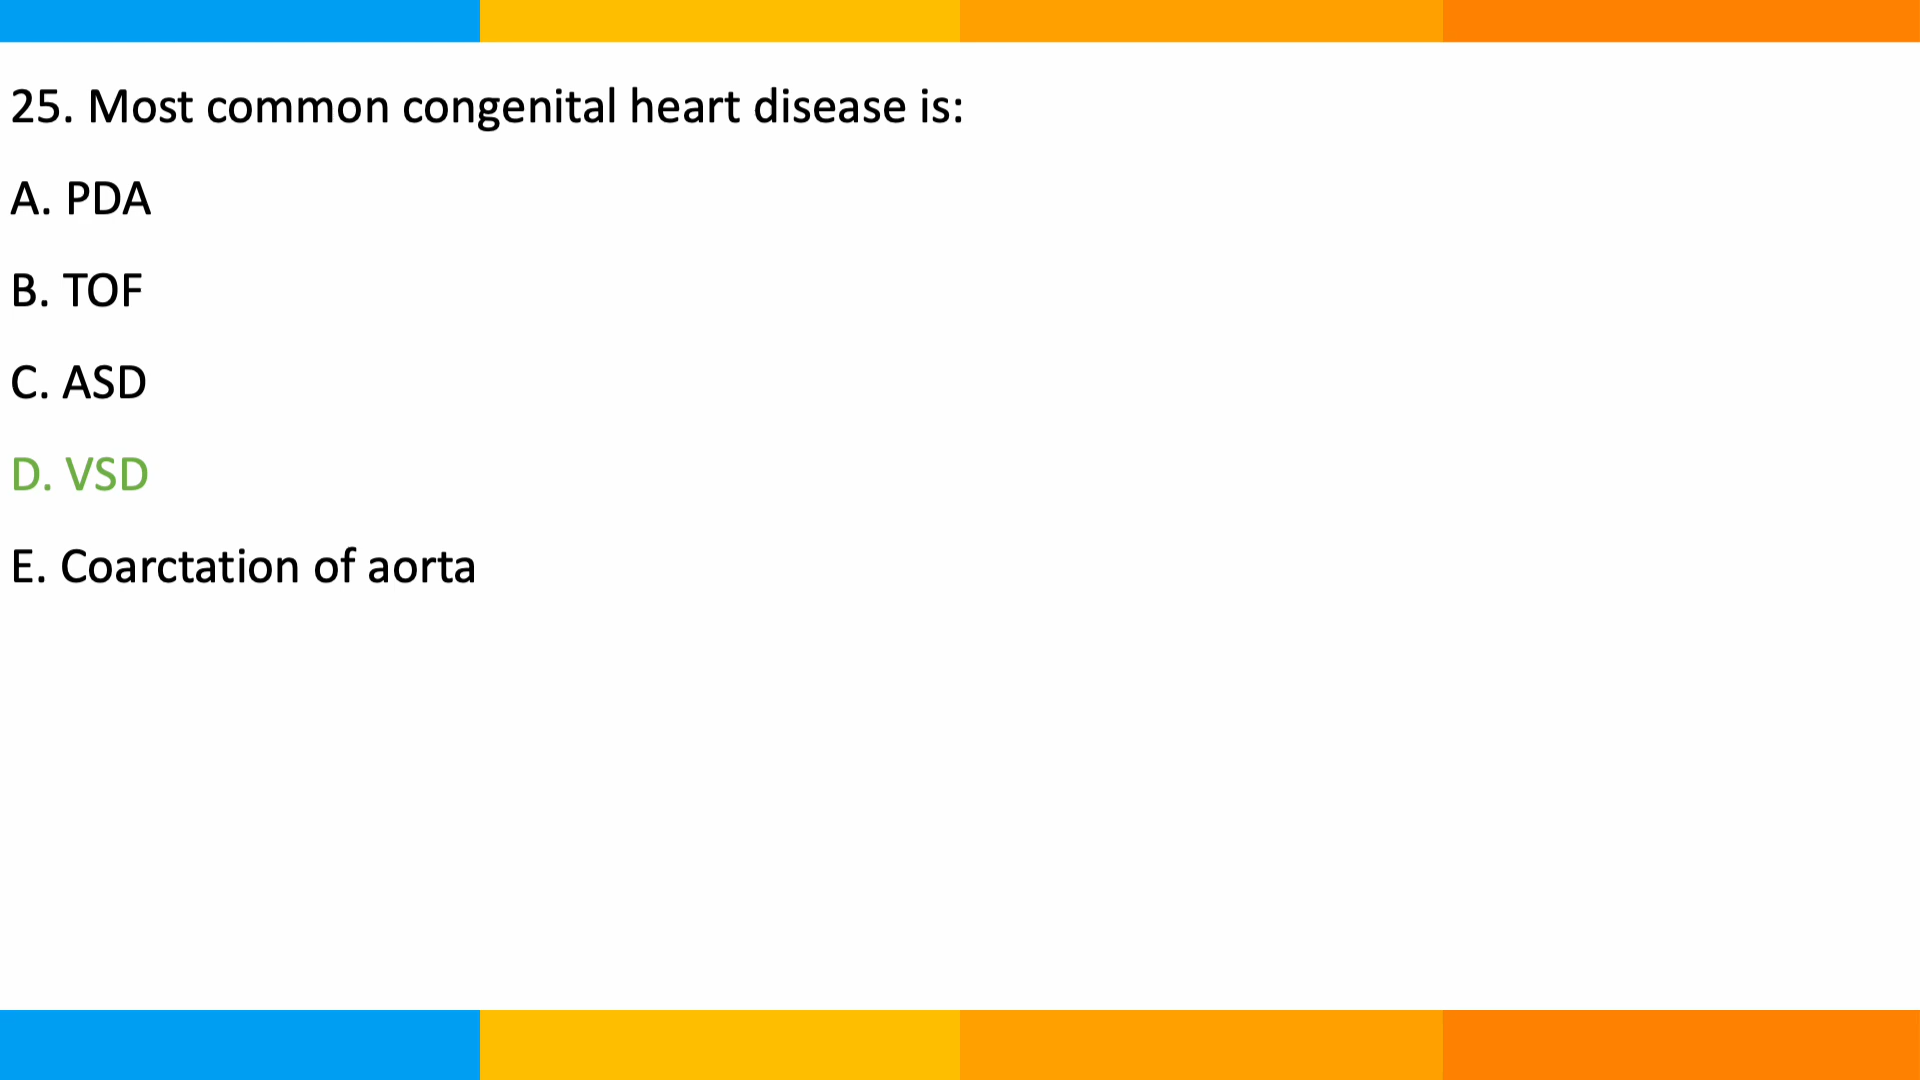 25. Most common congenital heart disease is:
A. PDA
B. TOF
C. ASD
D. VSD
E. Coarctation of aorta